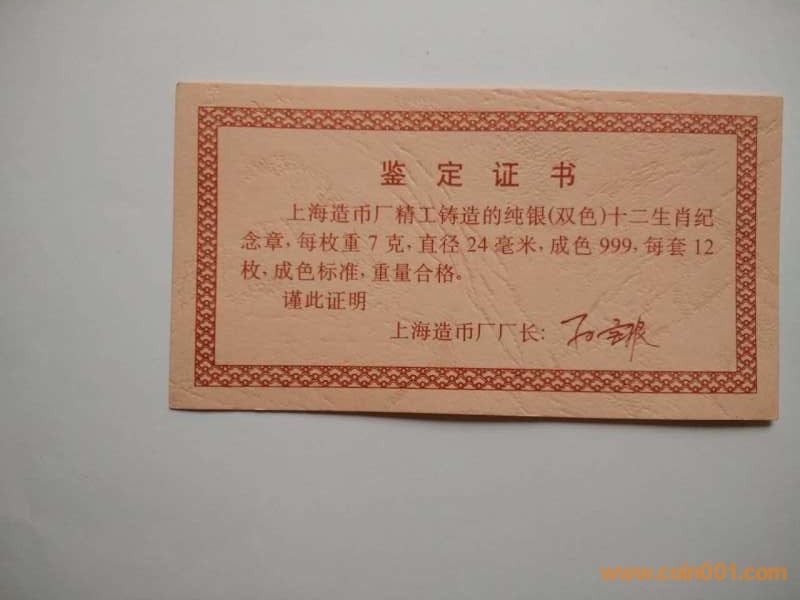 鉴定证书
上海造币厂精工铸造的纯银(双色)十二生肖纪
念章,每枚重7克,直径24毫米,成色999,每套12
枚,成色标准,重量合格。
谨此证明
上海造币厂厂长:
www.coin001.com